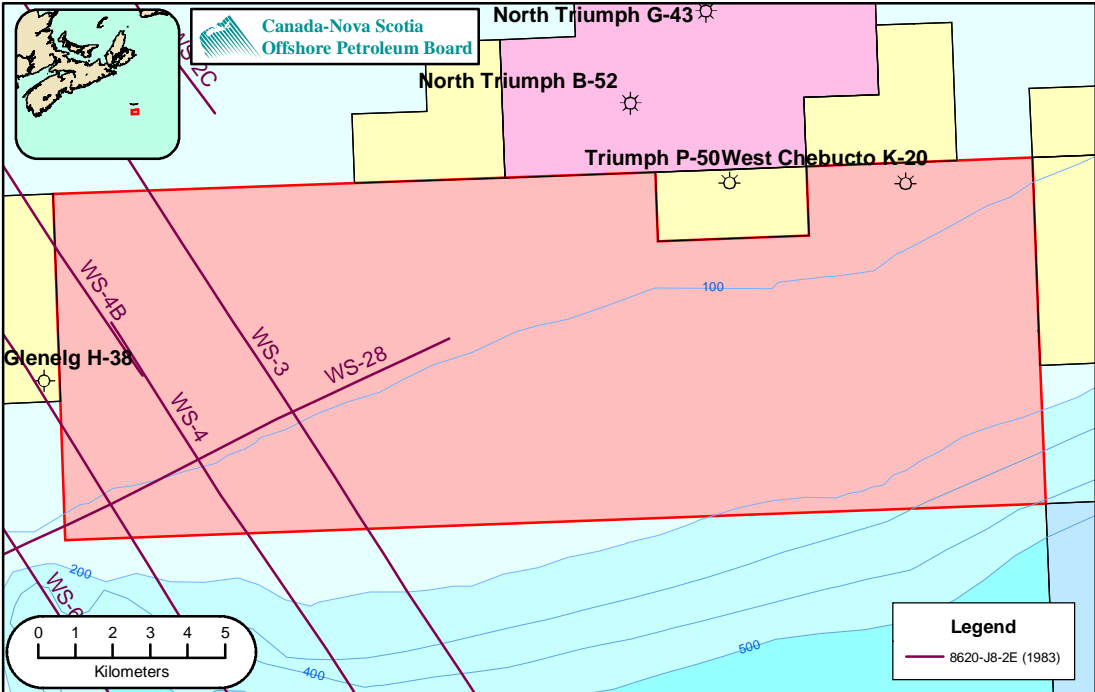 North Triumph G-43
Canada-Nova Scotia
Offshore Petroleum Board
WS-2C
North Triumph B-52
Triumph P-50
West Chebucto K-20
WS-4B
100
WS-3
Glenelg H-38
WS-28
WS-4
200
WS-6
0 1 2 3 4 5
Kilometers
400
500
Legend
8620-J8-2E (1983)